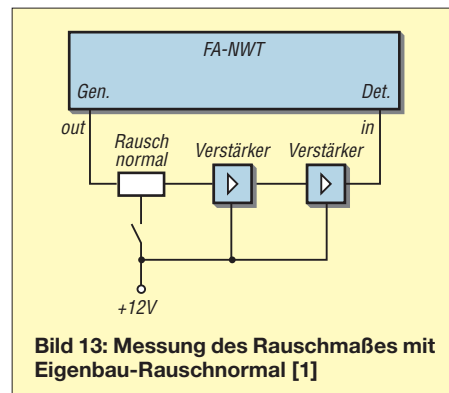 FA-NWT
Gen.
Det.
out
in
Rausch
normal
Verstärker
Verstärker
+12V
Bild 13: Messung des Rauschmaßes mit
Eigenbau-Rauschnormal [1]